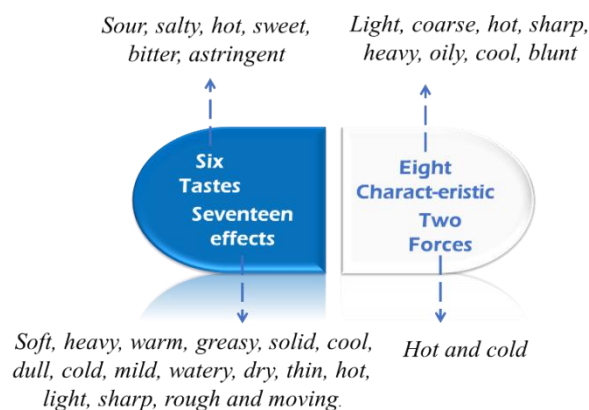 Sour, salty, hot, sweet,
bitter, astringent
Light, coarse, hot, sharp,
heavy, oily, cool, blunt
Six
Tastes
Seventeen
effects
Eight
Charact-eristic
Two
Forces
Soft, heavy, warm, greasy, solid, cool,
dull, cold, mild, watery, dry, thin, hot,
light, sharp, rough and moving.
Hot and cold